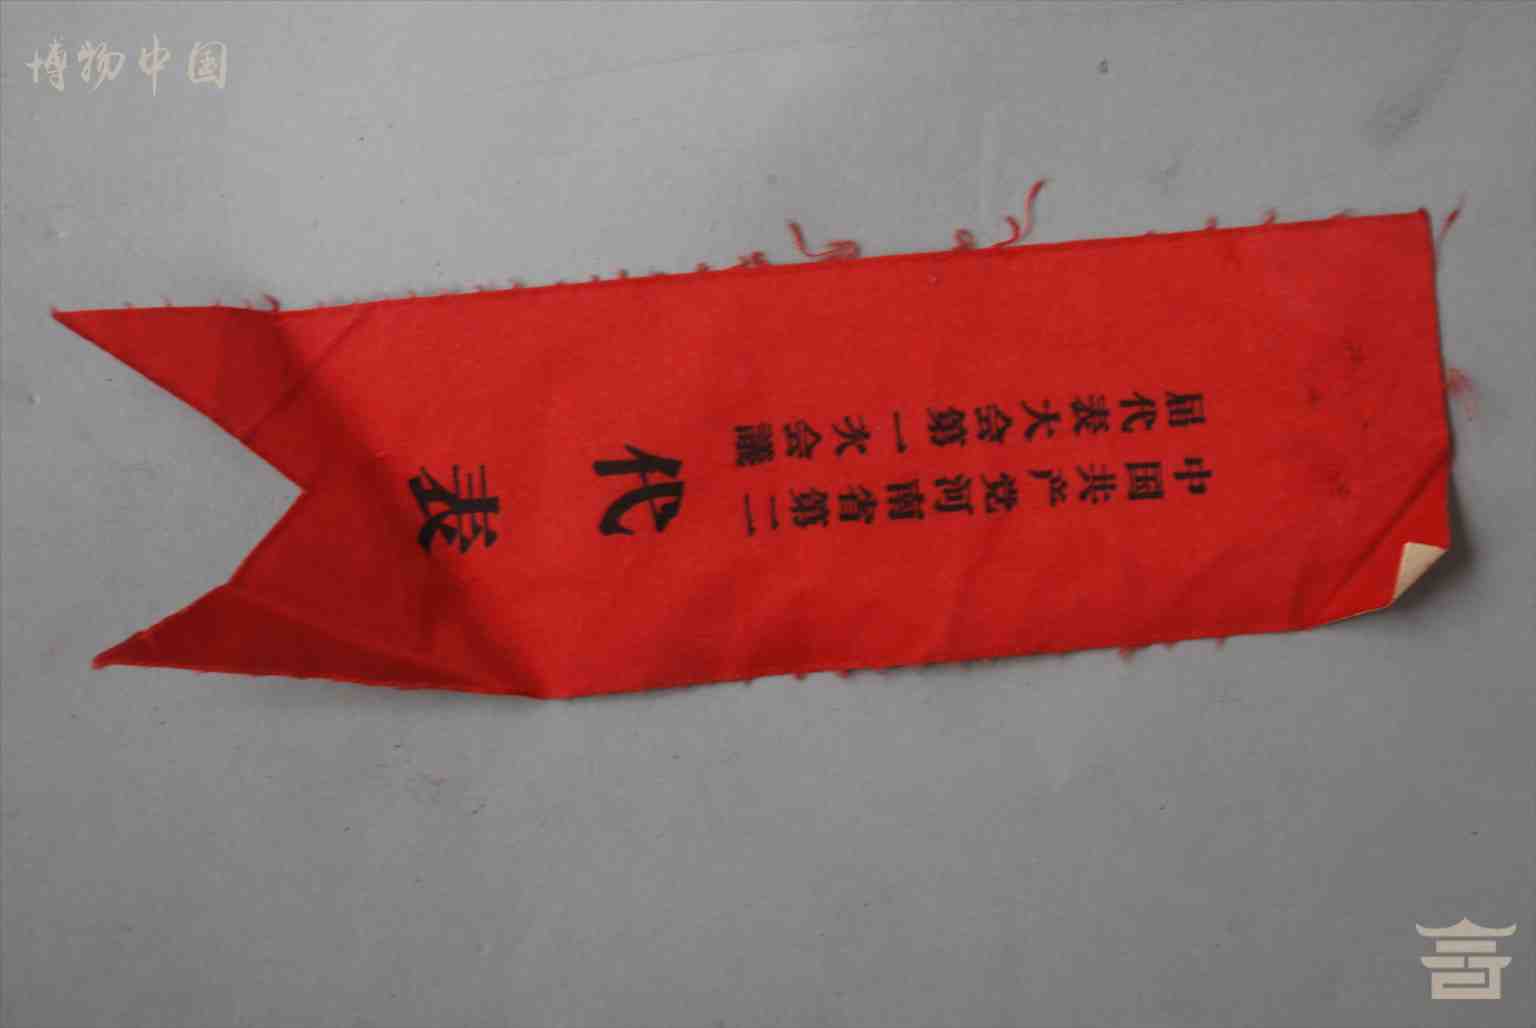 博物中国
中国共产党河南省第二
届代表大会第一次会議
代表